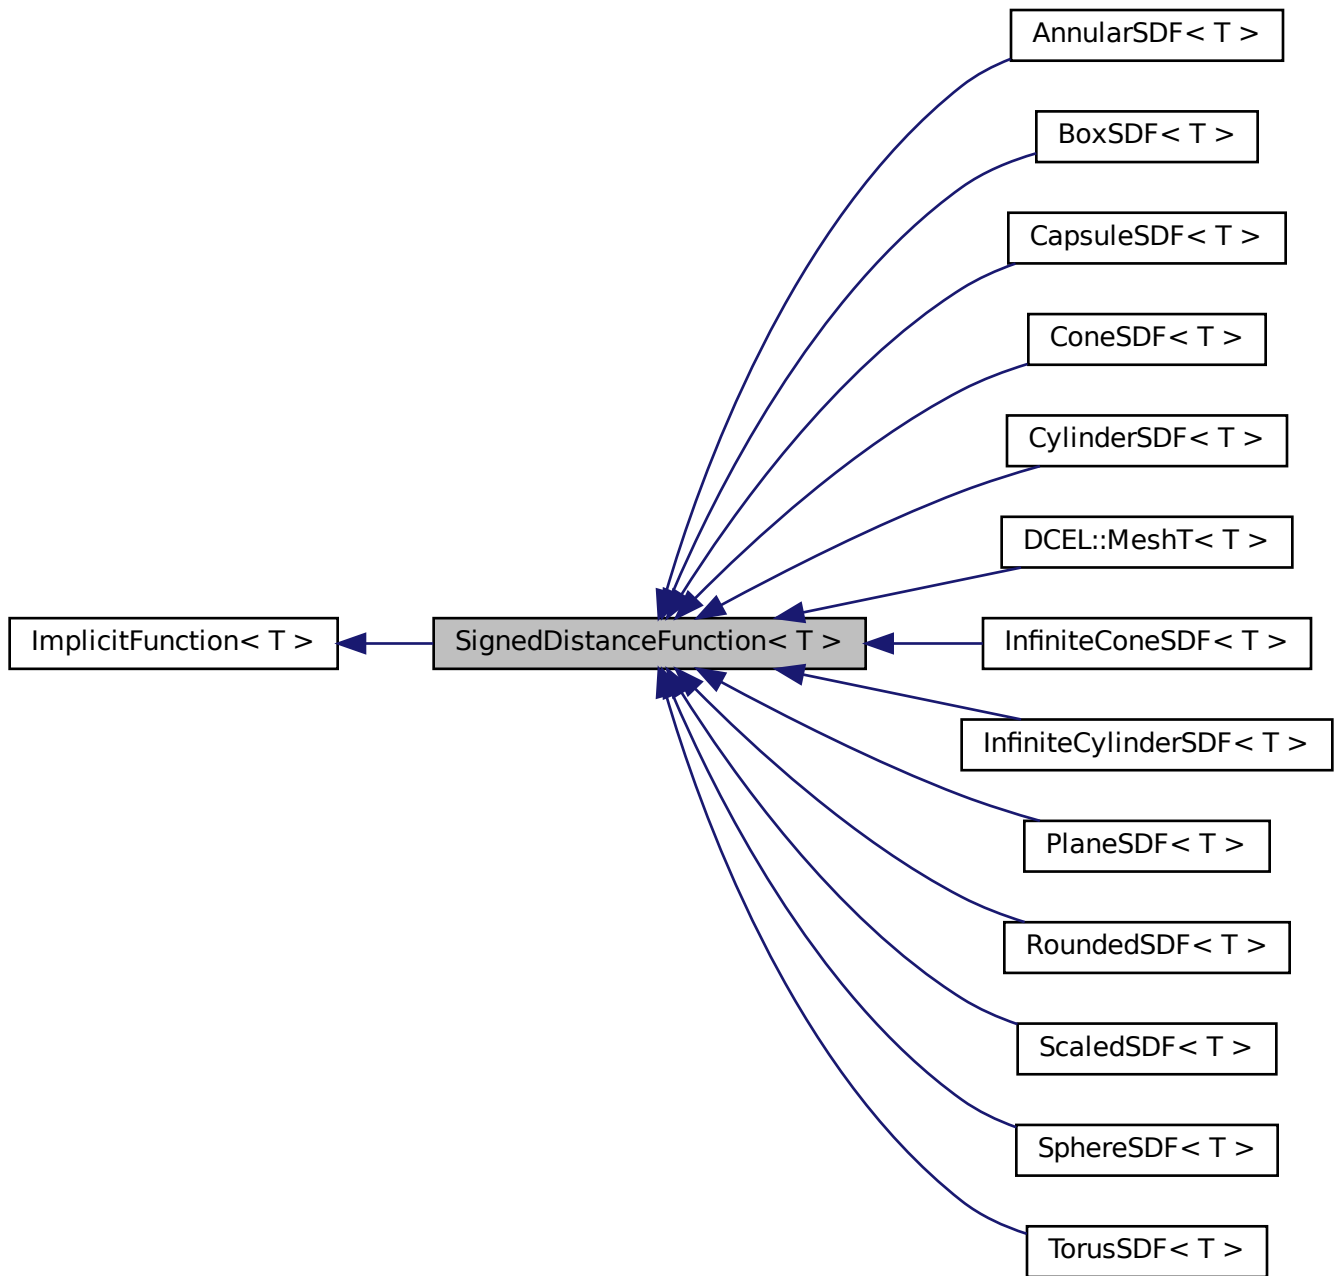 AnnularSDF< T >
BoxSDF< T >
CapsuleSDF< T >
ConeSDF< T >
CylinderSDF< T >
DCEL::MeshT< T >
ImplicitFunction< T >
SignedDistanceFunction< T >
InfiniteConeSDF< T >
InfiniteCylinderSDF< T >
PlaneSDF< T >
RoundedSDF< T >
ScaledSDF< T >
SphereSDF< T >
TorusSDF< T >